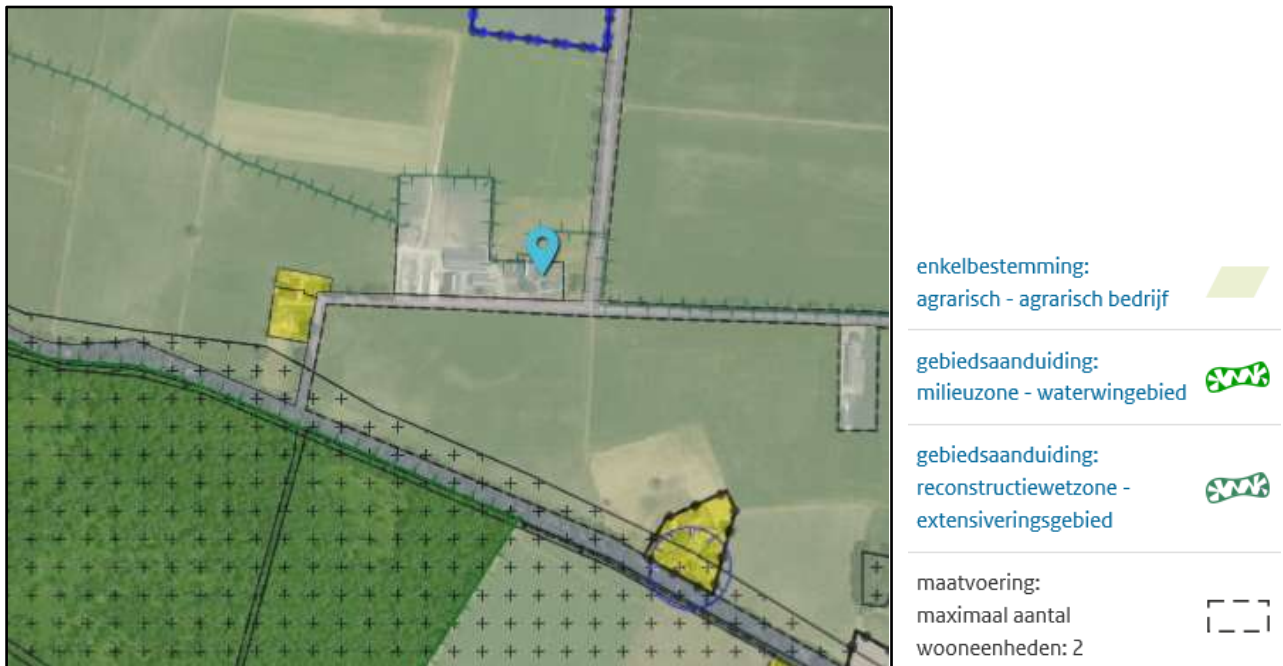 enkelbestemming:
agrarisch - agrarisch bedrijf
gebiedsaanduiding:
milieuzone - waterwingebied
gebiedsaanduiding:
reconstructiewetzone -
extensiveringsgebied
maatvoering:
maximaal aantal
wooneenheden: 2